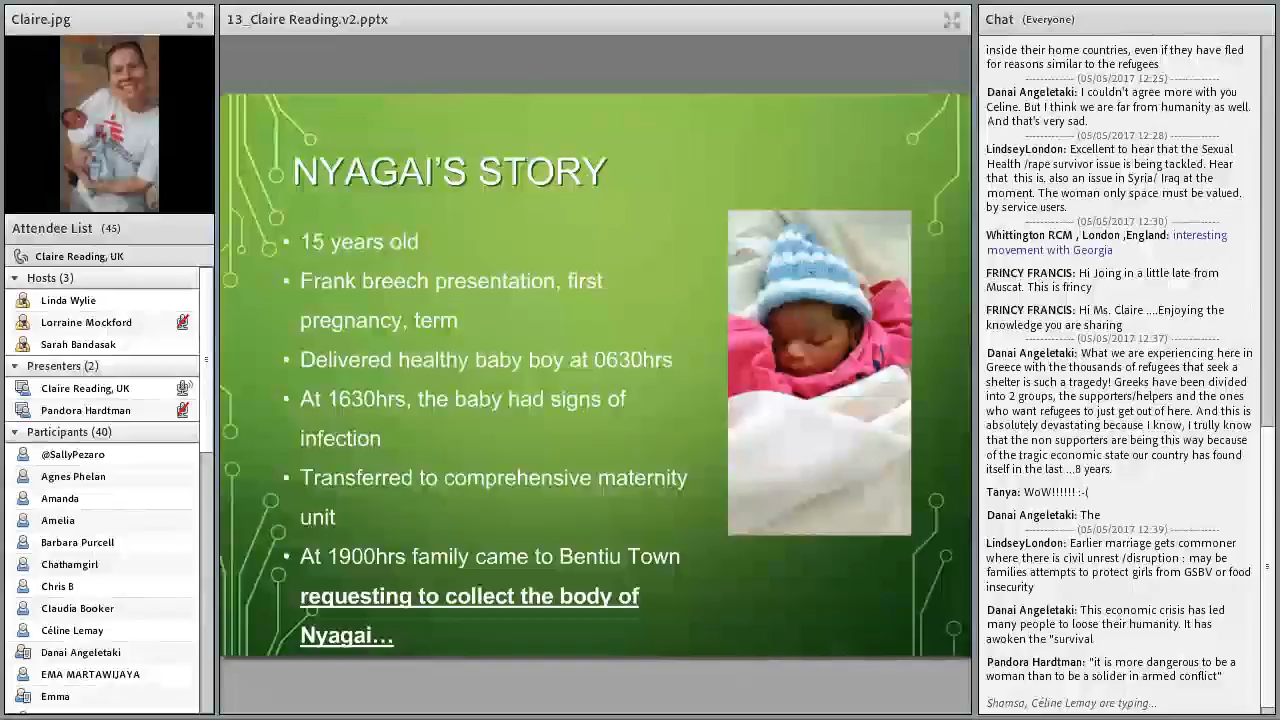 Claire.jpg
Attendee List (45)
Claire Reading, UK
Hosts (3)
Linda Wylie
Lorraine Mockford
Sarah Bandasak
Presenters (2)
Claire Reading, UK
Pandora Hardtman
Participants (40)
@SallyPezaro
Agnes Phelan
Amanda
Amelia
Barbara Purcell
Chathamgirl
Chris B
Claudia Booker
Céline Lemay
Danai Angeletaki
EMA MARTAWIJAYA
Emma
13_Claire Reading.v2.pptx
NYAGAI'S STORY
15 years old
Frank breech presentation, first
pregnancy, term
Delivered healthy baby boy at 0630hrs
At 1630hrs, the baby had signs of
infection
Transferred to comprehensive maternity
unit
At 1900hrs family came to Bentiu Town
requesting to collect the body of
Nyagai...
Chat (Everyone)
inside their home countries, even if they have fled
for reasons similar to the refugees
------------------ (05/05/2017 12:25) -------------
Danai Angeletaki: I couldn't agree more with you
Celine. But I think we are far from humanity as well.
And that's very sad.
------------------ (05/05/2017 12:28) -------------
LindseyLondon: Excellent to hear that the Sexual
Health /rape survivor issue is being tackled. Hear
that this is, also an issue in Syria/ Iraq at the
moment. The woman only space must be valued.
by service users.
------------------ (05/05/2017 12:30) -------------
Whittington RCM , London ,England: interesting
movement with Georgia
FRINCY FRANCIS: Hi Joing in a little late from
Muscat. This is frincy
FRINCY FRANCIS: Hi Ms. Claire ....Enjoying the
knowledge you are sharing
------------------ (05/05/2017 12:37) -------------
Danai Angeletaki: What we are experiencing here in
Greece with the thousands of refugees that seek a
shelter is such a tragedy! Greeks have been divided
into 2 groups, the supporters/helpers and the ones
who want refugees to just get out of here. And this is
absolutely devastating because I know, I trully know
that the non supporters are being this way because
of the tragic economic state our country has found
itself in the last ...8 years.
Tanya: WoW!!!!!! :-(
Danai Angeletaki: The
------------------ (05/05/2017 12:39) -------------
LindseyLondon: Earlier marriage gets commoner
where there is civil unrest /disruption : may be
families attempts to protect girls from GSBV or food
insecurity
Danai Angeletaki: This economic crisis has led
many people to loose their humanity. It has
awoken the "survival
Pandora Hardtman: "it is more dangerous to be a
woman than to be a solider in armed conflict"
Shamsa, Céline Lemay are typing...